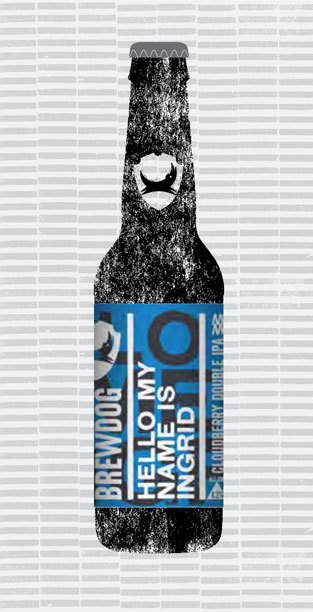 BREWDOG
HELLO MY
NAME IS
INGRID
CLOUDBERRY DOUBLE IPA